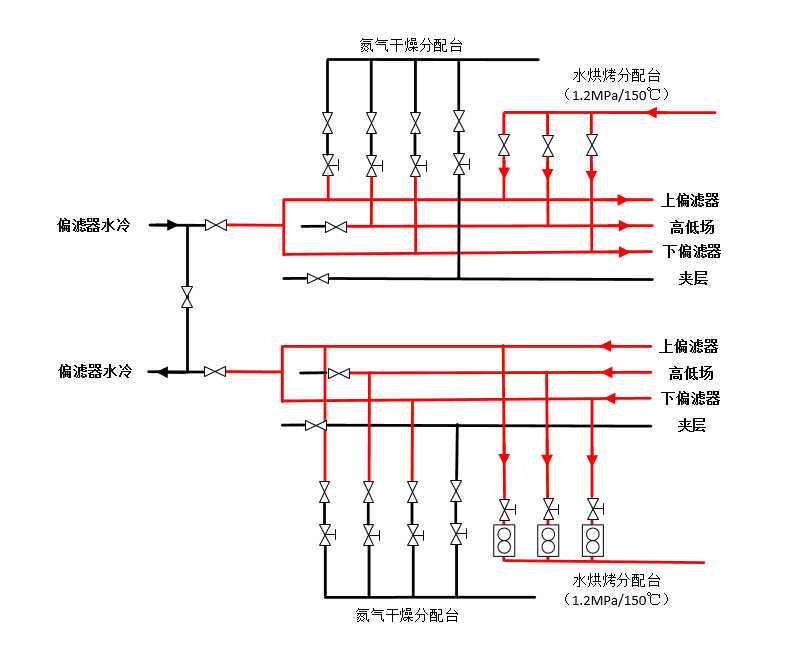 氮气干燥分配台
水烘烤分配台
（1.2MPa/150℃）
上偏滤器
偏滤器水冷
高低场
下偏滤器
夹层
上偏滤器
偏滤器水冷
高低场
下偏滤器
夹层
水烘烤分配台
（1.2MPa/150℃）
氮气干燥分配台